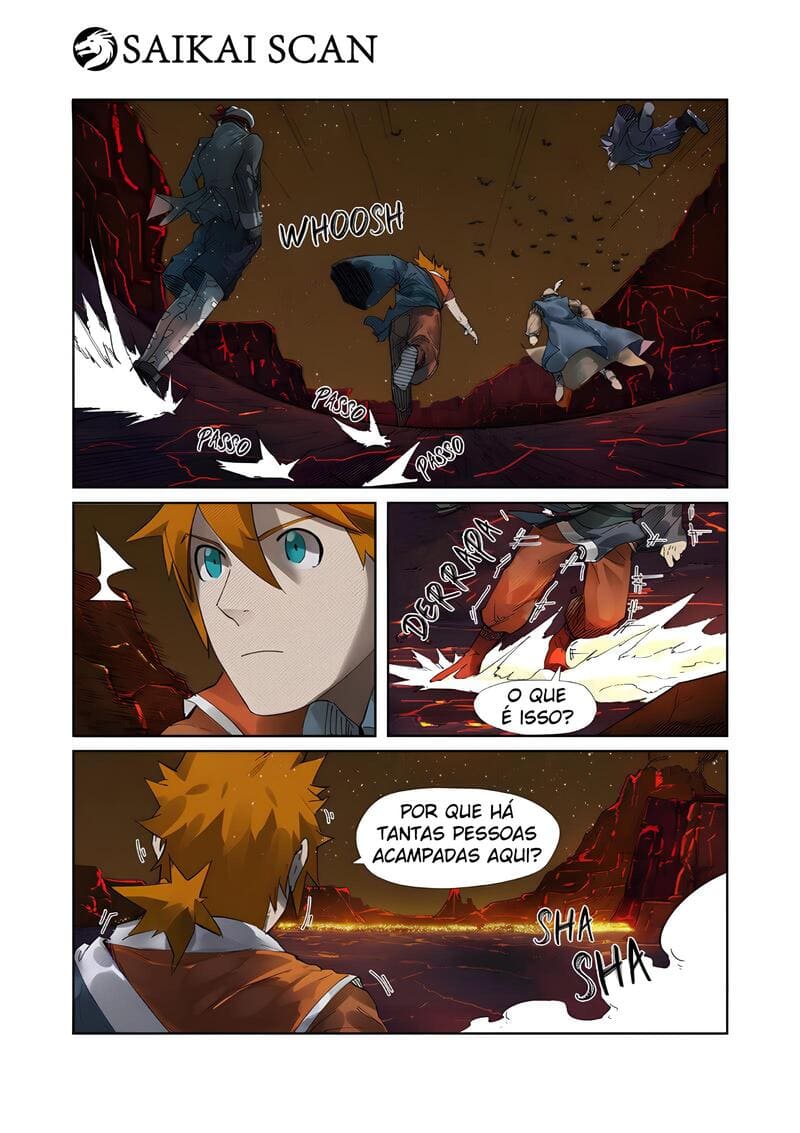 SAIKAI SCAN
WHOOSH
PASSO
PASSO
PASSO
DERRAPA
O QUE
É ISSO?
POR QUE HÁ
TANTAS PESSOAS
ACAMPADAS AQUI?
SHA
SHA